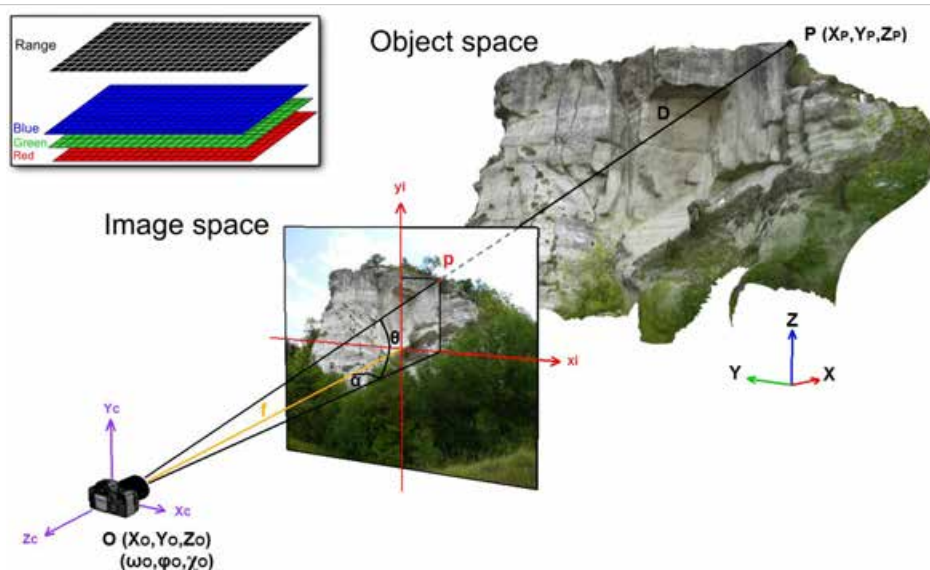 Range
Blue
Green
Red
Object space
P (XP,YP,ZP)
D
Image space
yi
p
θ
xi
α
f
Z
Y
X
Yc
Xc
Zc
O (XO,YO,ZO)
(ωO,φO,χO)